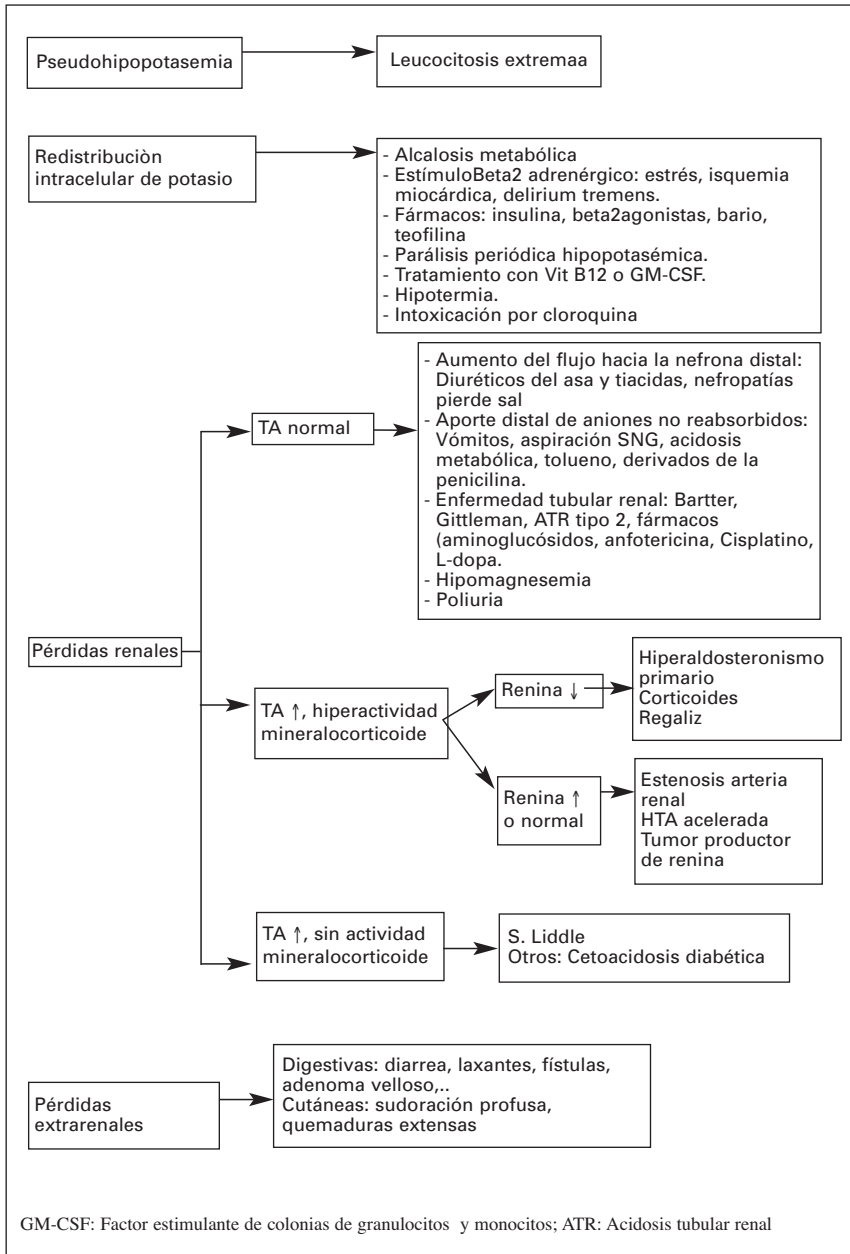 Pseudohipopotasemia
Leucocitosis extremaa
Redistribuciòn
intracelular de potasio
- Alcalosis metabólica
- EstímuloBeta2 adrenérgico: estrés, isquemia
miocárdica, delirium tremens.
- Fármacos: insulina, beta2agonistas, bario,
teofilina
- Parálisis periódica hipopotasémica.
- Tratamiento con Vit B12 o GM-CSF.
- Hipotermia.
- Intoxicación por cloroquina
Pérdidas renales
TA normal
- Aumento del flujo hacia la nefrona distal:
Diuréticos del asa y tiacidas, nefropatías
pierde sal
- Aporte distal de aniones no reabsorbidos:
Vómitos, aspiración SNG, acidosis
metabólica, tolueno, derivados de la
penicilina.
- Enfermedad tubular renal: Bartter,
Gittleman, ATR tipo 2, fármacos
(aminoglucósidos, anfotericina, Cisplatino,
L-dopa.
- Hipomagnesemia
- Poliuria
TA ↑, hiperactividad
mineralocorticoide
Renina ↓
Hiperaldosteronismo
primario
Corticoides
Regaliz
Renina ↑
o normal
Estenosis arteria
renal
HTA acelerada
Tumor productor
de renina
TA ↑, sin actividad
mineralocorticoide
S. Liddle
Otros: Cetoacidosis diabética
Pérdidas
extrarenales
Digestivas: diarrea, laxantes, fístulas,
adenoma velloso,..
Cutáneas: sudoración profusa,
quemaduras extensas
GM-CSF: Factor estimulante de colonias de granulocitos y monocitos; ATR: Acidosis tubular renal